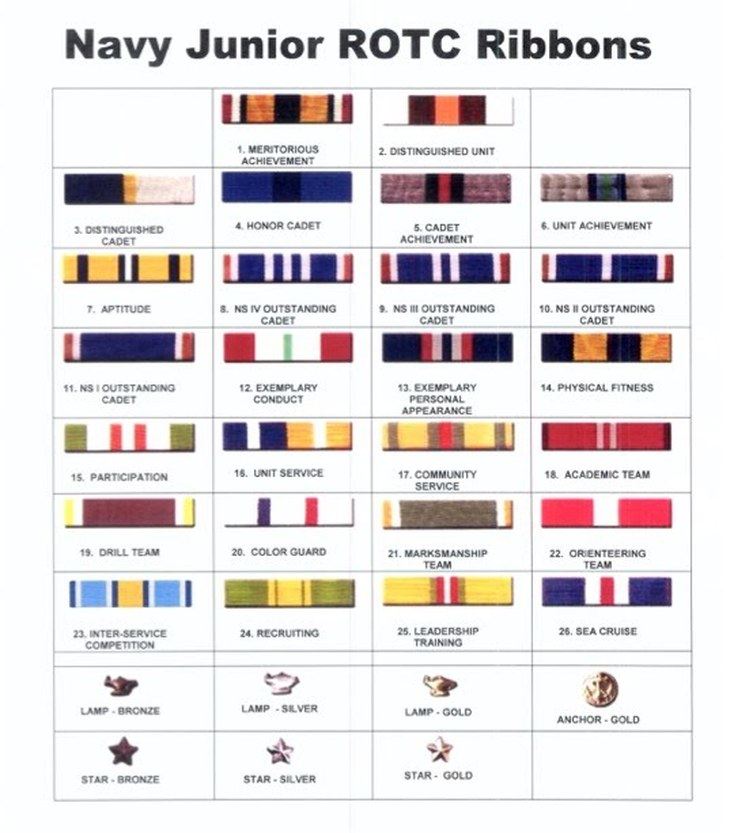 Navy Junior ROTC Ribbons
1. MERITORIOUS
ACHIEVEMENT
2. DISTINGUISHED UNIT
3. DISTINGUISHED
CADET
4. HONOR CADET
5. CADET
ACHIEVEMENT
6. UNIT ACHIEVEMENT
7. APTITUDE
8. NS IV OUTSTANDING
CADET
9. NS III OUTSTANDING
CADET
10. NS II OUTSTANDING
CADET
11. NS I OUTSTANDING
CADET
12. EXEMPLARY
CONDUCT
13. EXEMPLARY
PERSONAL
APPEARANCE
14. PHYSICAL FITNESS
15. PARTICIPATION
16. UNIT SERVICE
17. COMMUNITY
SERVICE
18. ACADEMIC TEAM
19. DRILL TEAM
20. COLOR GUARD
21. MARKSMANSHIP
TEAM
22. ORIENTEERING
TEAM
23. INTER-SERVICE
COMPETITION
24. RECRUITING
25. LEADERSHIP
TRAINING
26. SEA CRUISE
LAMP - BRONZE
LAMP - SILVER
LAMP - GOLD
ANCHOR - GOLD
STAR - BRONZE
STAR - SILVER
STAR - GOLD